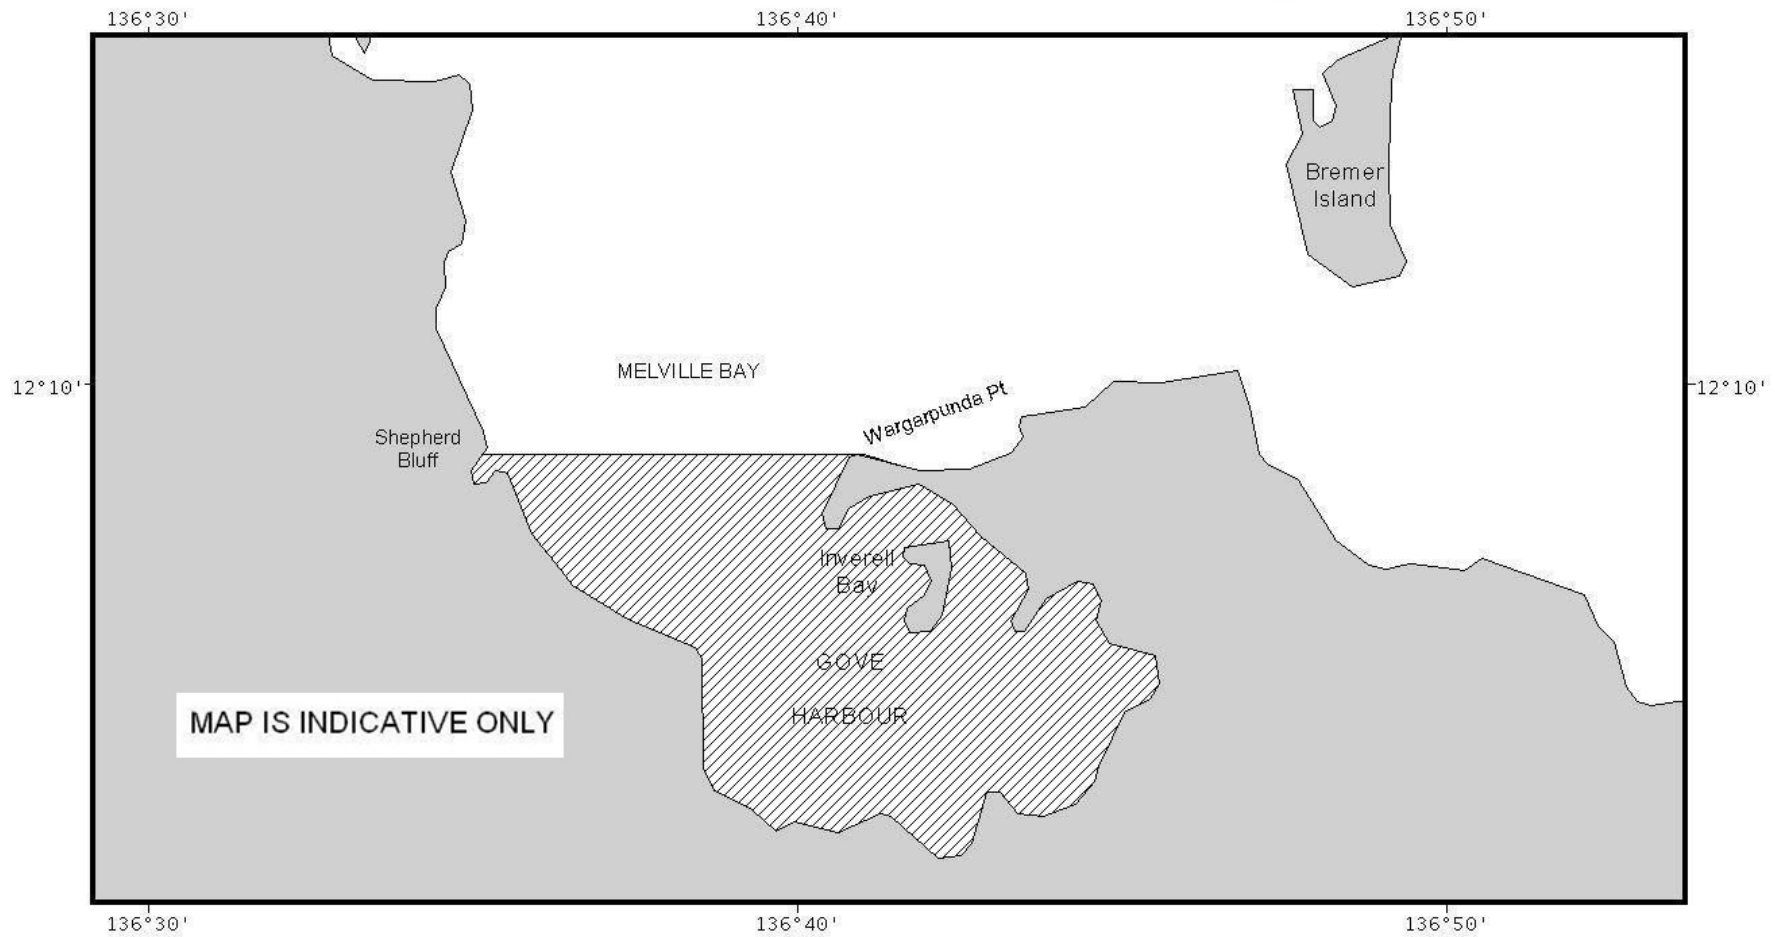 136°30' 136°40' 136°50'
Bremer
Island
MELVILLE BAY
12°10' 12°10'
Wargarpunda Pt
Shepherd
Bluff
Inverell
Bay
GOVE
HARBOUR
MAP IS INDICATIVE ONLY
136°30' 136°40' 136°50'